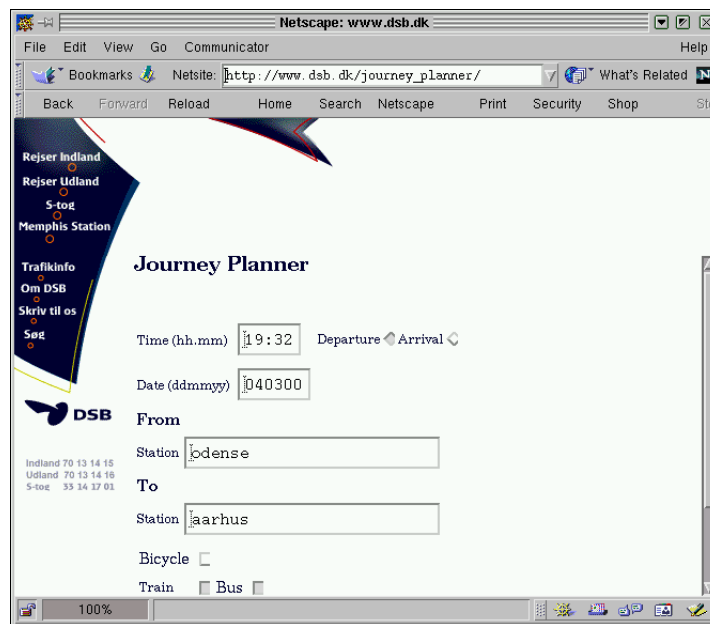 Netscape: www.dsb.dk
File Edit View Go Communicator Help
Bookmarks Netsite: http://www.dsb.dk/journey_planner/ What's Related N
Back Forward Reload Home Search Netscape Print Security Shop St
Rejser Indland
Rejser Udland
S-tog
Memphis Station
Trafikinfo
Om DSB
Skriv til os
Søg
DSB
Indland 70 13 14 15
Udland 70 13 14 16
S-tog 33 14 17 01
Journey Planner
Time (hh.mm) 19:32 Departure Arrival
Date (ddmmyy) 040300
From
Station odense
To
Station aarhus
Bicycle
Train Bus
100%